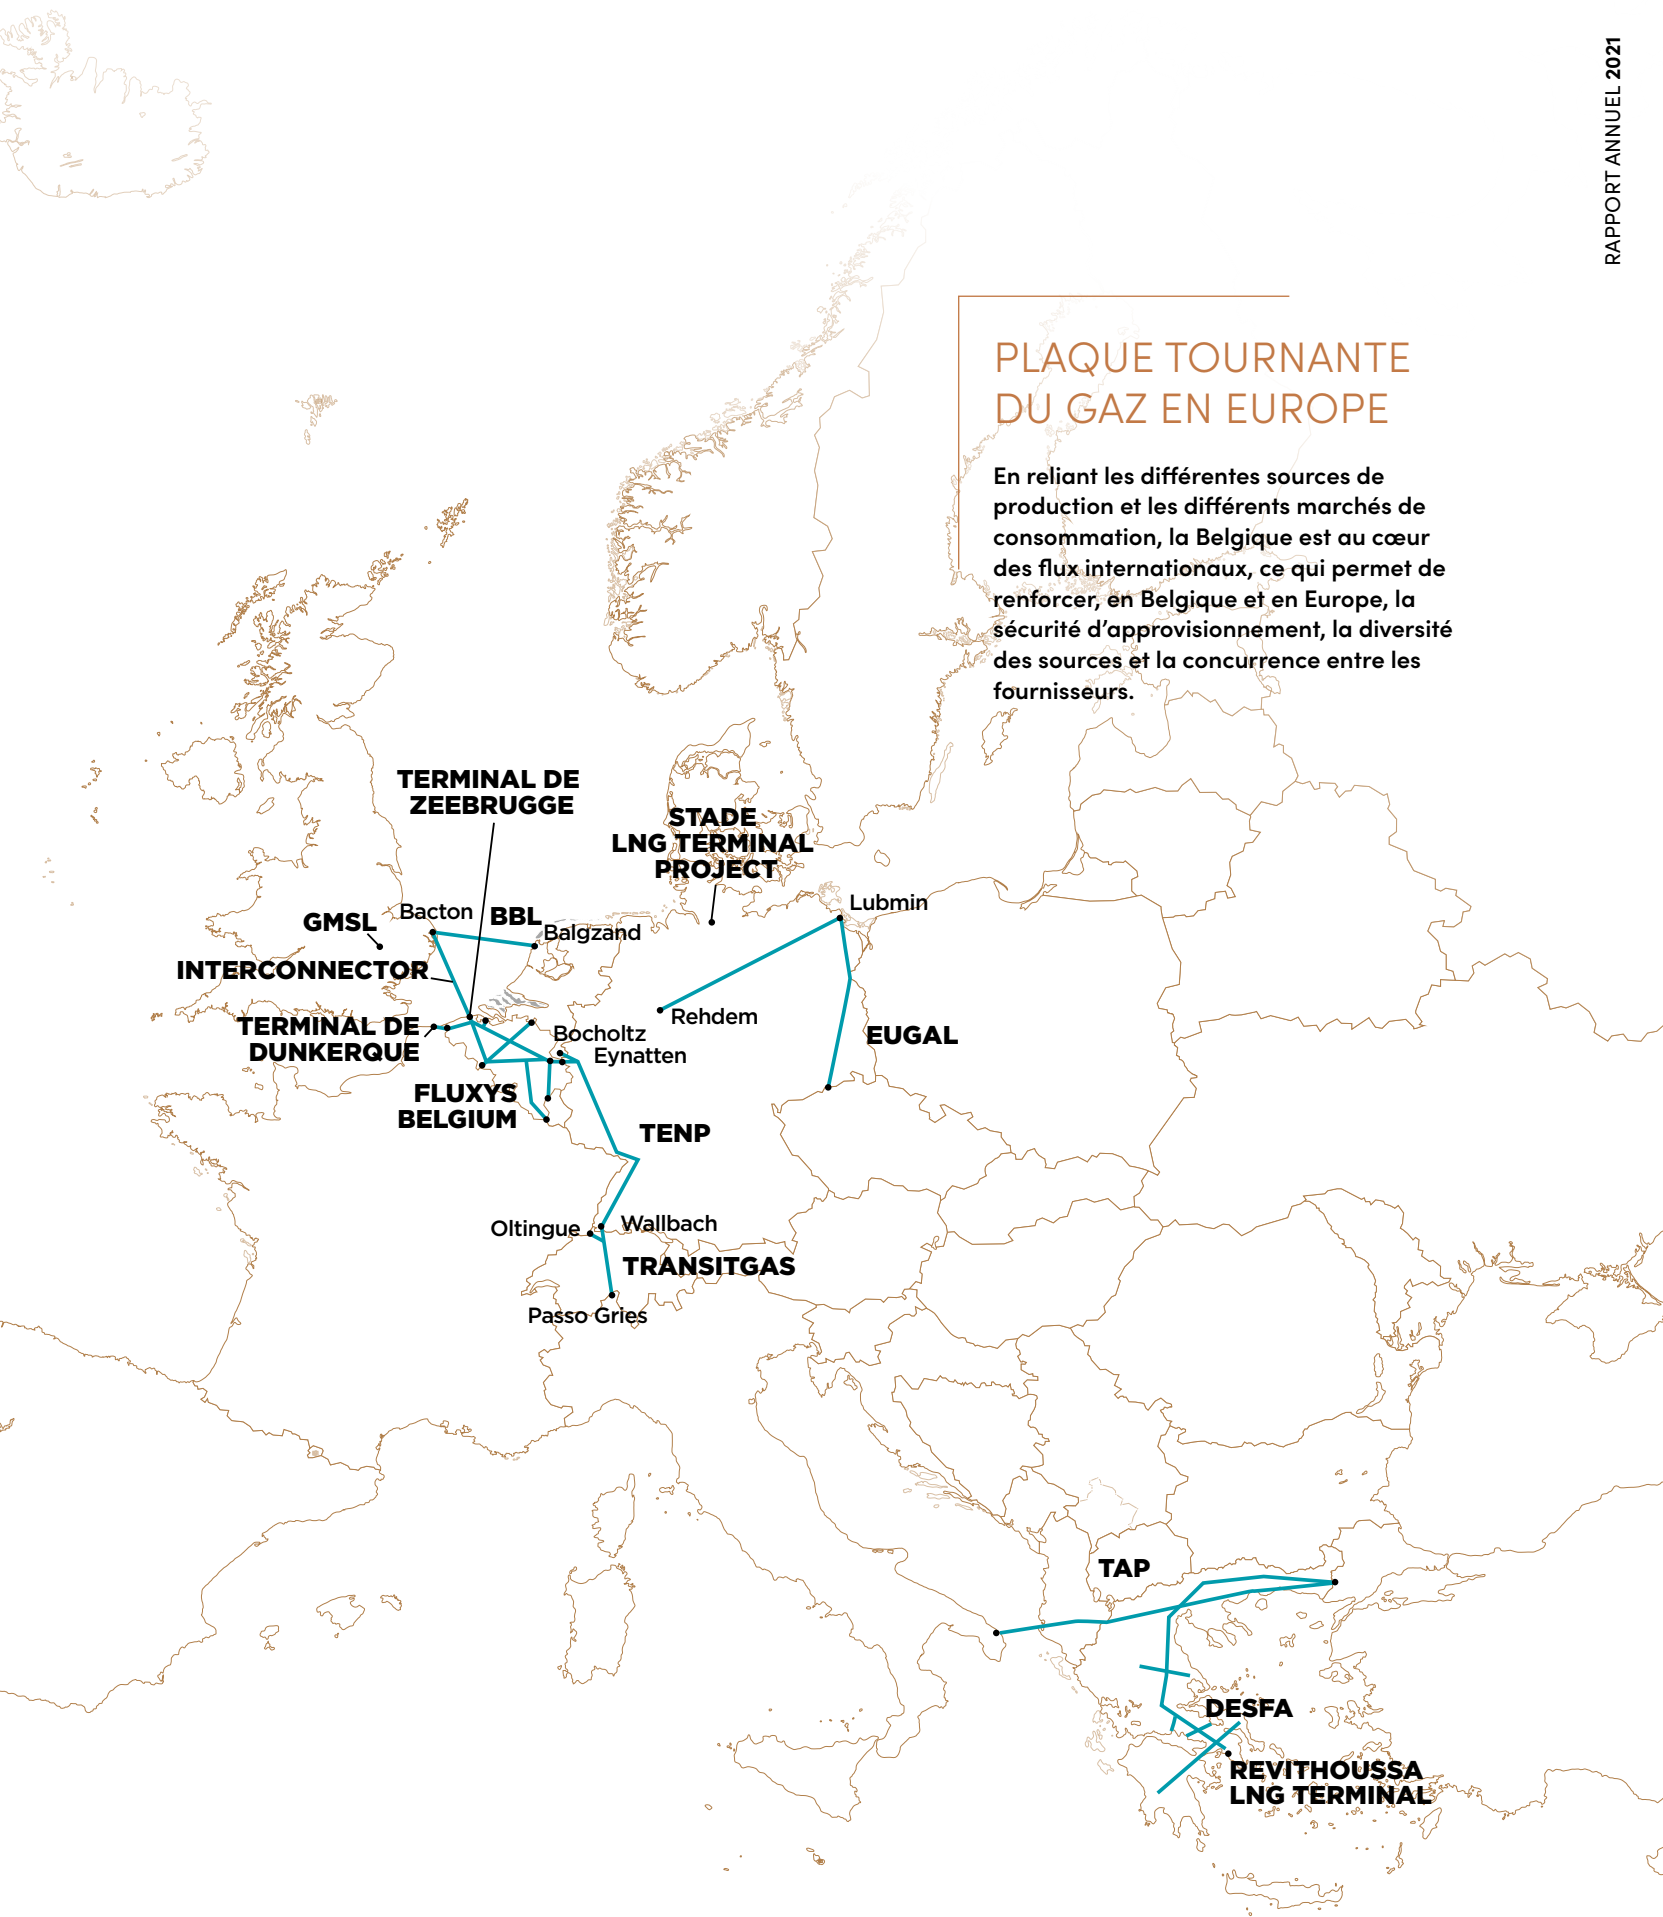 RAPPORT ANNUEL 2021
PLAQUE TOURNANTE
DU GAZ EN EUROPE
En reliant les différentes sources de
production et les différents marchés de
consommation, la Belgique est au cœur
des flux internationaux, ce qui permet de
renforcer, en Belgique et en Europe, la
sécurité d’approvisionnement, la diversité
des sources et la concurrence entre les
fournisseurs.
TERMINAL DE
ZEEBRUGGE
STADE
LNG TERMINAL
PROJECT
Lubmin
GMSL
Bacton
BBL
Balgzand
INTERCONNECTOR
Rehdem
TERMINAL DE
DUNKERQUE
Bocholtz
Eynatten
EUGAL
FLUXYS
BELGIUM
TENP
Oltingue
Wallbach
TRANSITGAS
Passo Gries
TAP
DESFA
REVITHOUSSA
LNG TERMINAL